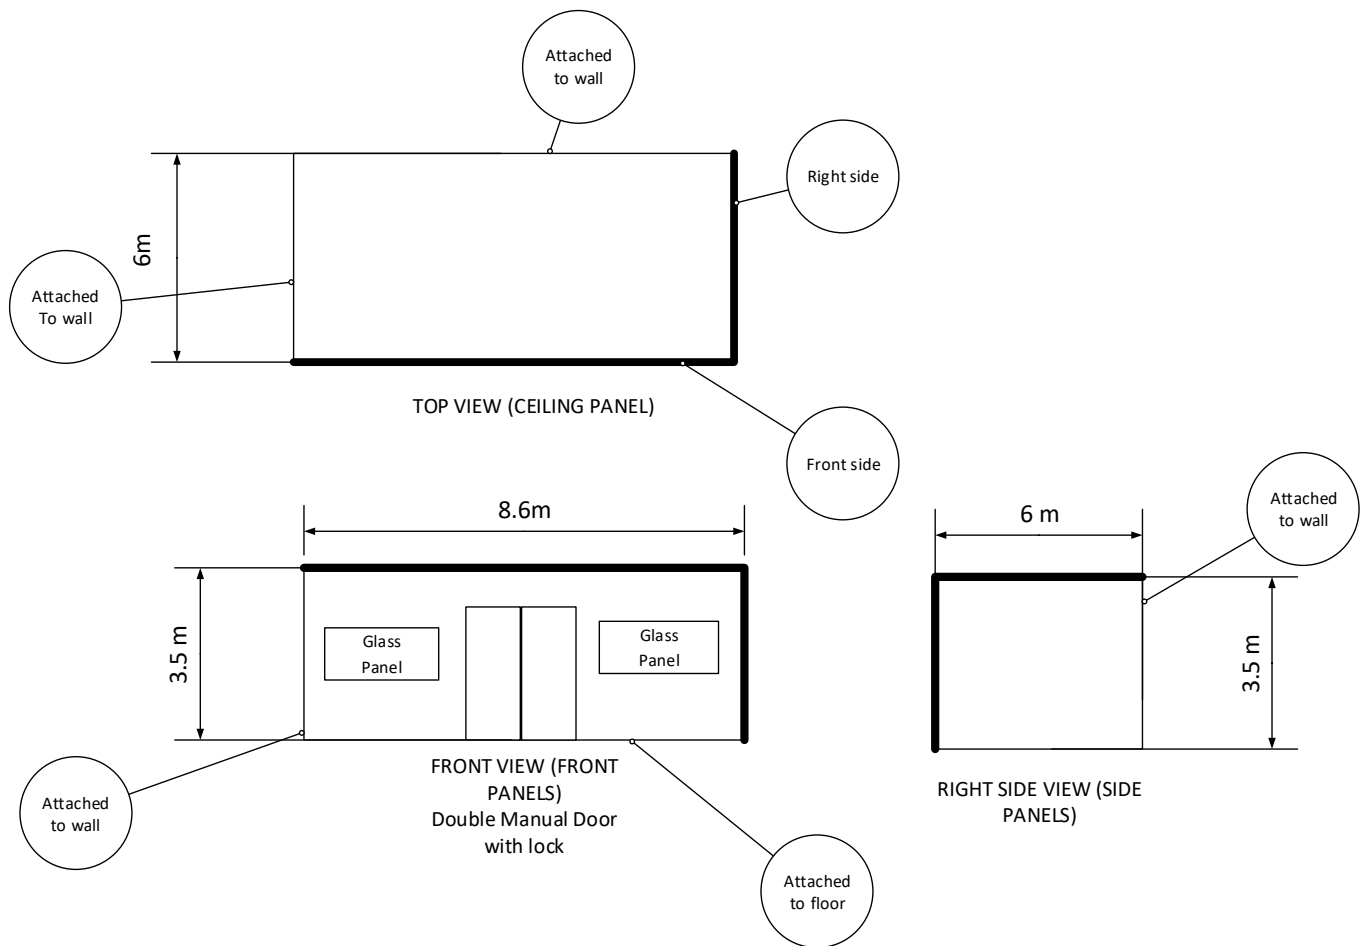 Attached
to wall
Right side
6m
Attached
To wall
TOP VIEW (CEILING PANEL)
Front side
8.6m
6 m
Attached
to wall
3.5 m
Glass
Panel
Glass
Panel
3.5 m
Attached
to wall
FRONT VIEW (FRONT
PANELS)
Double Manual Door
with lock
RIGHT SIDE VIEW (SIDE
PANELS)
Attached
to floor